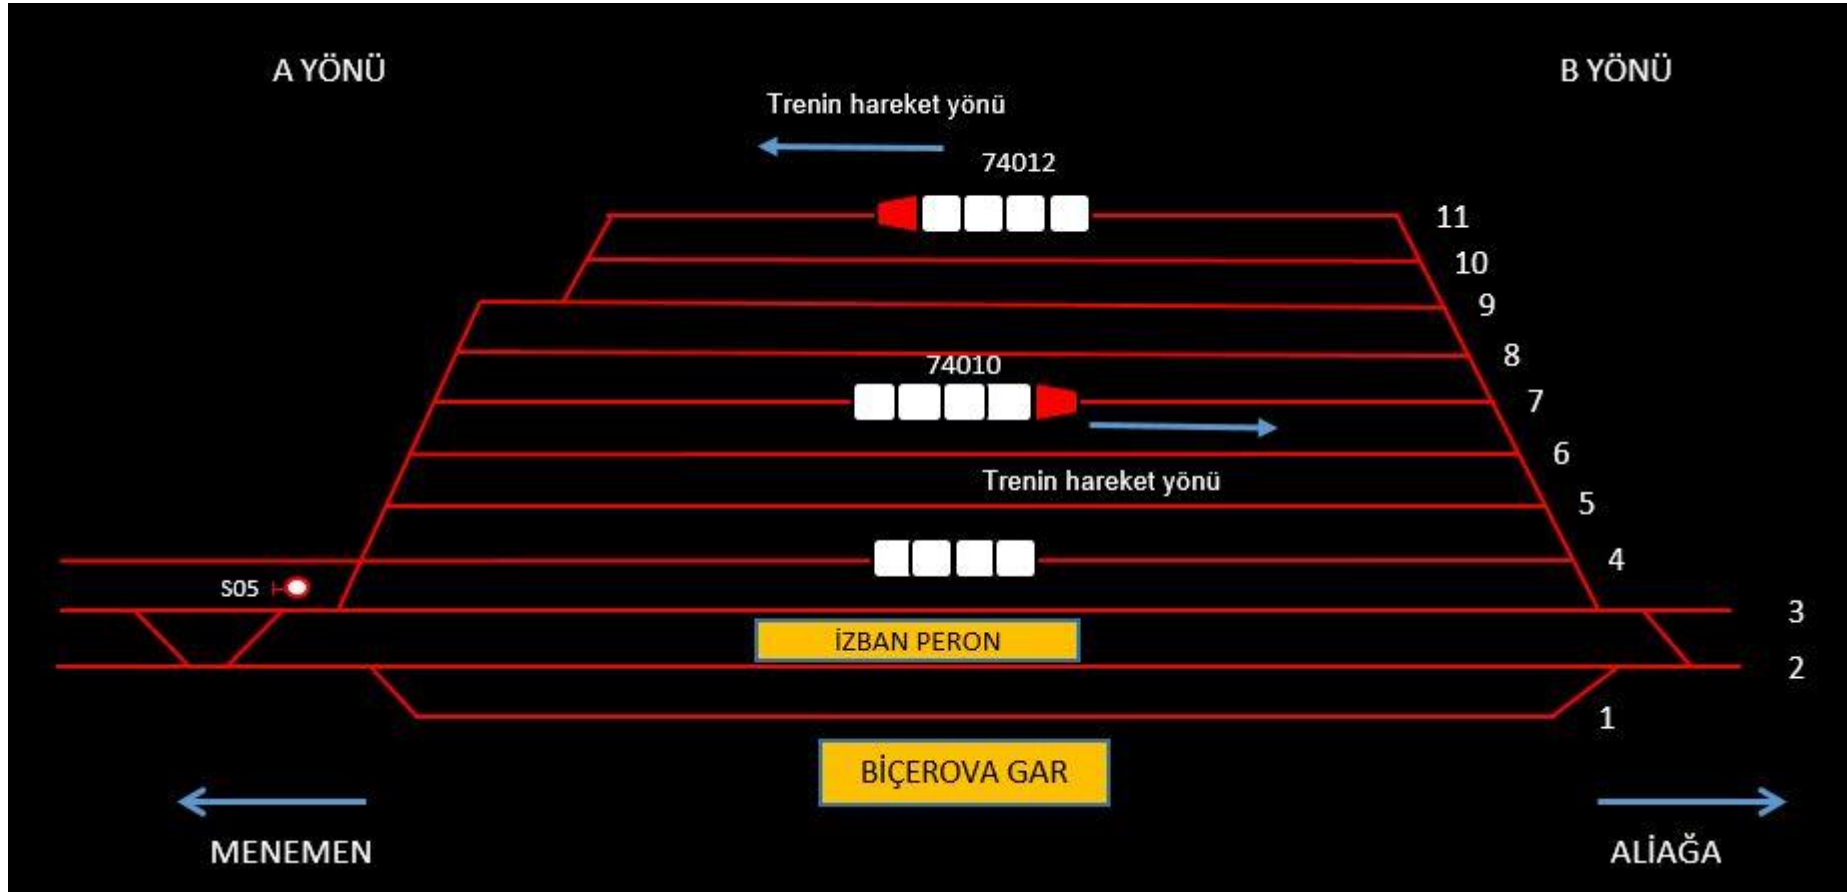 A YÖNÜ
B YÖNÜ
Trenin hareket yönü
74012
11
10
9
8
74010
7
6
Trenin hareket yönü
5
4
S05
3
İZBAN PERON
2
1
BİÇEROVA GAR
MENEMEN
ALİAĞA